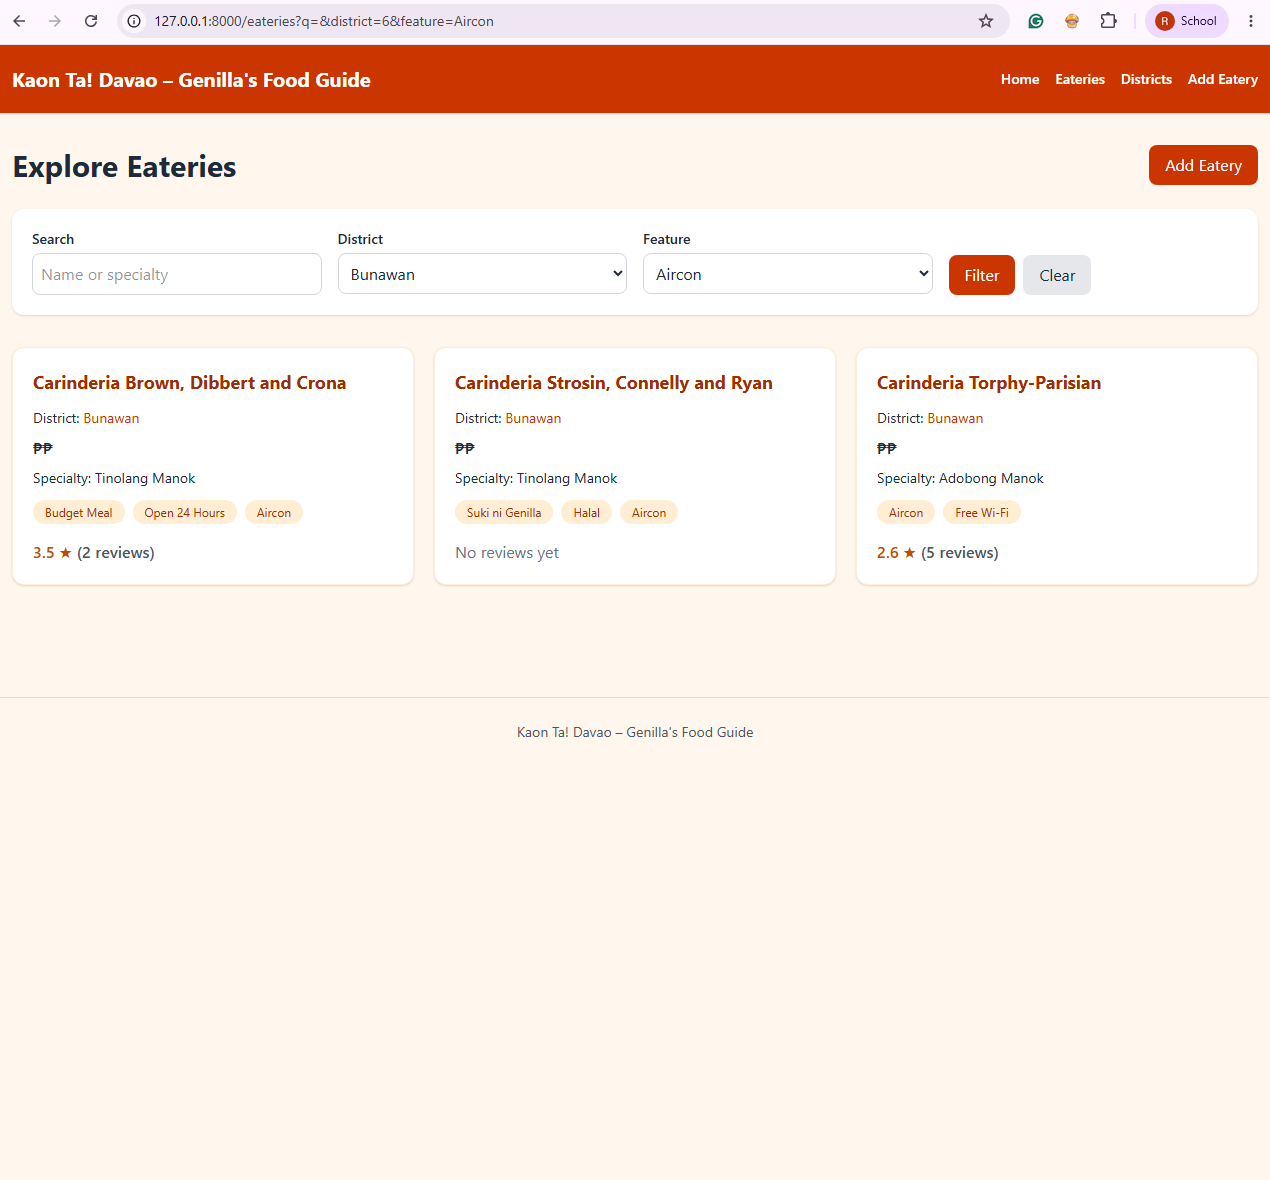 127.0.0.1:8000/eateries?q=&district=6&feature=Aircon
R School
Kaon Ta! Davao – Genilla's Food Guide
Home Eateries Districts Add Eatery
Explore Eateries
Add Eatery
Search District Feature
Name or specialty Bunawan Aircon Filter Clear
Carinderia Brown, Dibbert and Crona
District: Bunawan
₱₱
Specialty: Tinolang Manok
Budget Meal Open 24 Hours Aircon
3.5 ★ (2 reviews)
Carinderia Strosin, Connelly and Ryan
District: Bunawan
₱₱
Specialty: Tinolang Manok
Suki ni Genilla Halal Aircon
No reviews yet
Carinderia Torphy-Parisian
District: Bunawan
₱₱
Specialty: Adobong Manok
Aircon Free Wi-Fi
2.6 ★ (5 reviews)
Kaon Ta! Davao – Genilla's Food Guide